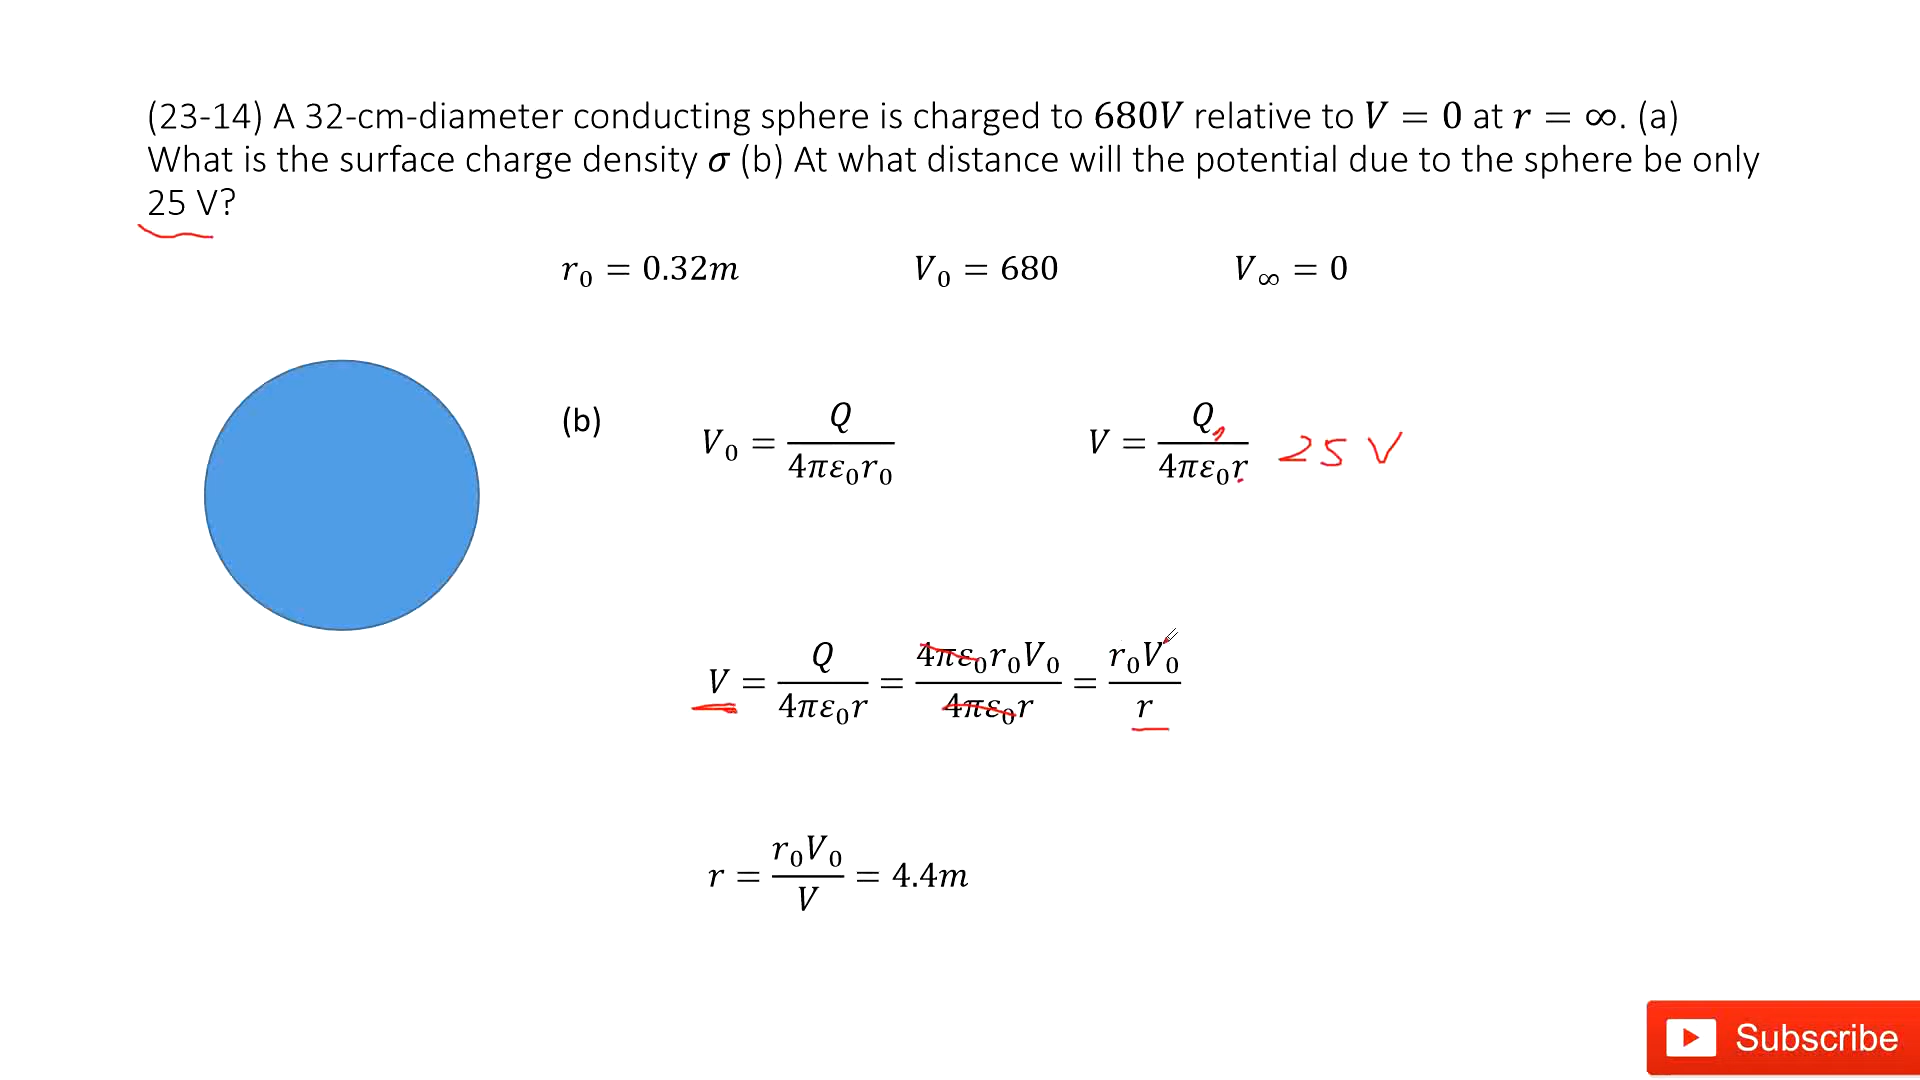 (23-14) A 32-cm-diameter conducting sphere is charged to 680V relative to V = 0 at r = ∞. (a)
What is the surface charge density σ (b) At what distance will the potential due to the sphere be only
25 V?
r₀ = 0.32m V₀ = 680 V∞ = 0
(b) V₀ = Q / 4πε₀r₀ V = Q / 4πε₀r 25 V
V = Q / 4πε₀r = 4πε₀r₀V₀ / 4πε₀r = r₀V₀ / r
r = r₀V₀ / V = 4.4m
Subscribe